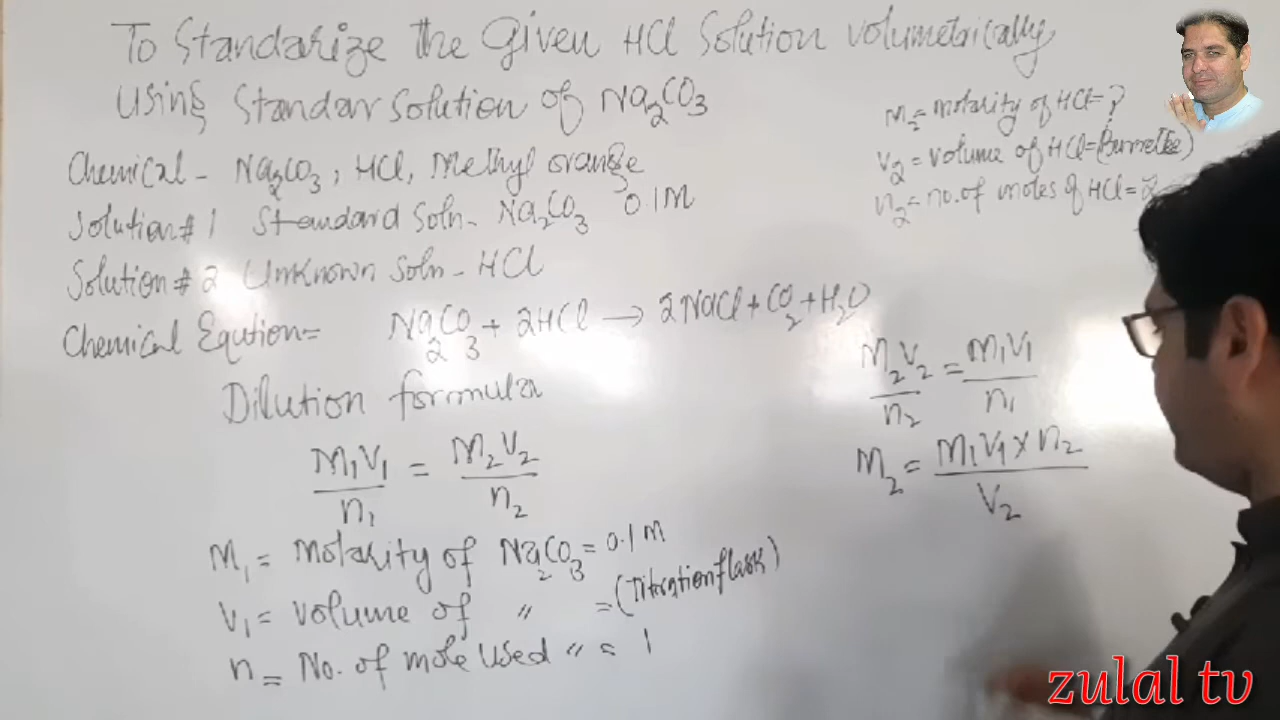 To Standarize the Given HCl Solution volumetrically
Using Standar Solution of Na₂CO₃
Chemical - Na₂CO₃, HCl, Methyl orange
Solution# 1 Standard Soln- Na₂CO₃ 0.1M
Solution# 2 Unknown Soln - HCl
Chemical Eqution= Na₂CO₃ + 2HCl → 2NaCl + CO₂ + H₂O
Dilution formula
M₁V₁/n₁ = M₂V₂/n₂
M₁ = Molarity of Na₂CO₃ = 0.1 M
V₁ = Volume of " = (Titration flask)
n = No. of mole used " = 1
M₂ = Molarity of HCl = ?
V₂ = Volume of HCl = (Burrette)
n₂ = no. of moles of HCl = 2
M₂V₂/n₂ = M₁V₁/n₁
M₂ = M₁V₁ x n₂/V₂
zulal tv